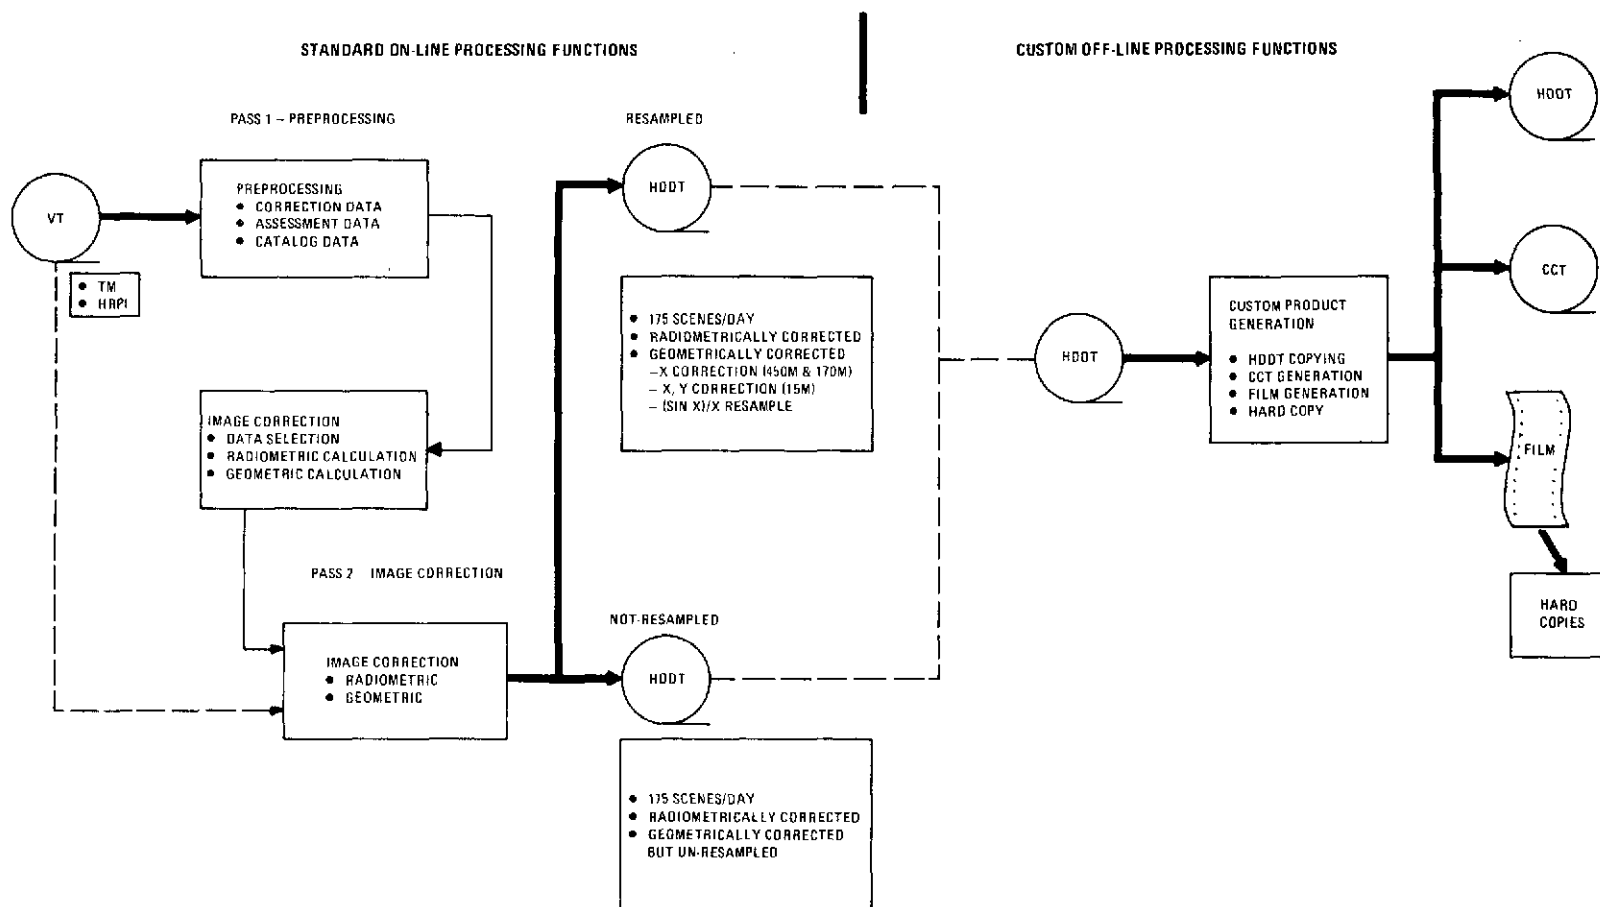 STANDARD ON-LINE PROCESSING FUNCTIONS
CUSTOM OFF-LINE PROCESSING FUNCTIONS
PASS 1 – PREPROCESSING
VT
• TM
• HRPI
PREPROCESSING
• CORRECTION DATA
• ASSESSMENT DATA
• CATALOG DATA
IMAGE CORRECTION
• DATA SELECTION
• RADIOMETRIC CALCULATION
• GEOMETRIC CALCULATION
PASS 2 IMAGE CORRECTION
IMAGE CORRECTION
• RADIOMETRIC
• GEOMETRIC
RESAMPLED
HDDT
• 175 SCENES/DAY
• RADIOMETRICALLY CORRECTED
• GEOMETRICALLY CORRECTED
–X CORRECTION (450M & 170M)
– X, Y CORRECTION (15M)
– (SIN X)/X RESAMPLE
NOT-RESAMPLED
HDDT
• 175 SCENES/DAY
• RADIOMETRICALLY CORRECTED
• GEOMETRICALLY CORRECTED
BUT UN-RESAMPLED
HDDT
CUSTOM PRODUCT
GENERATION
• HDDT COPYING
• CCT GENERATION
• FILM GENERATION
• HARD COPY
HDDT
CCT
FILM
HARD
COPIES